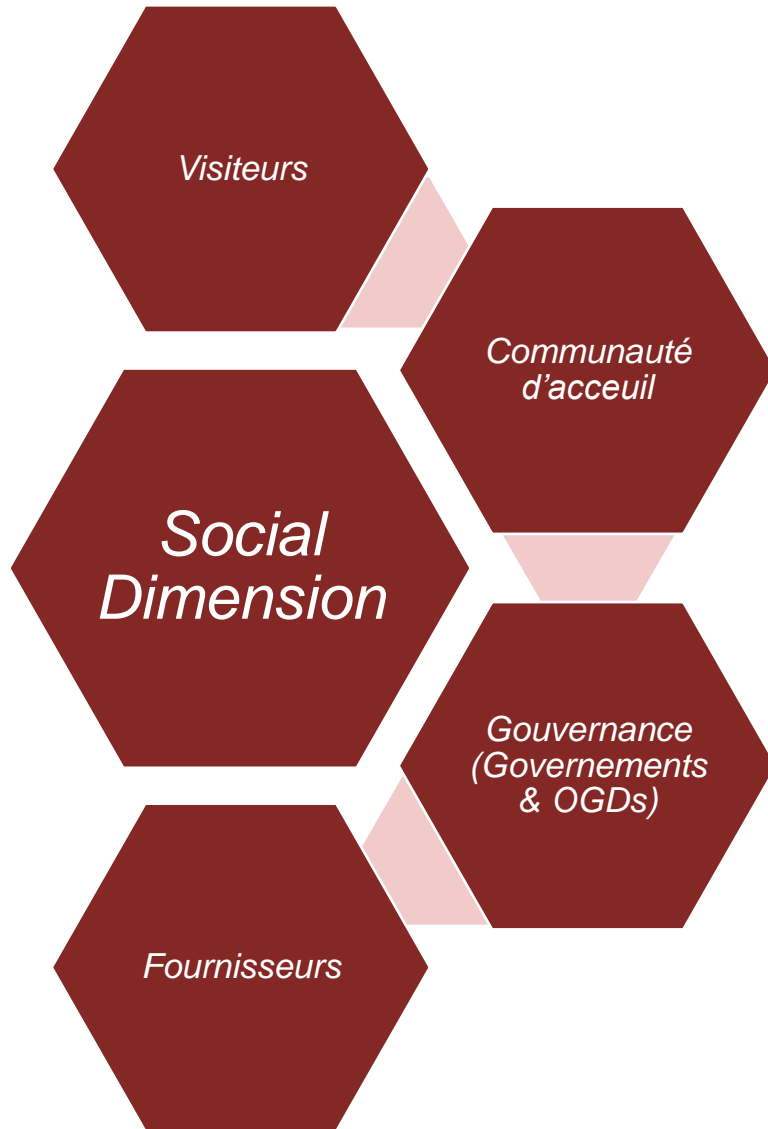 Visiteurs
Communauté
d'acceuil
Social
Dimension
Gouvernance
(Governements
& OGDs)
Fournisseurs